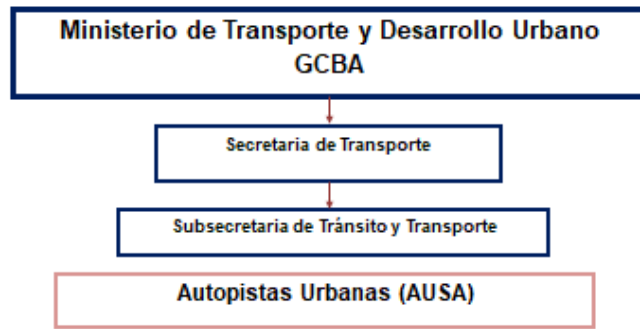 Ministerio de Transporte y Desarrollo Urbano
GCBA
Secretaria de Transporte
Subsecretaria de Tránsito y Transporte
Autopistas Urbanas (AUSA)